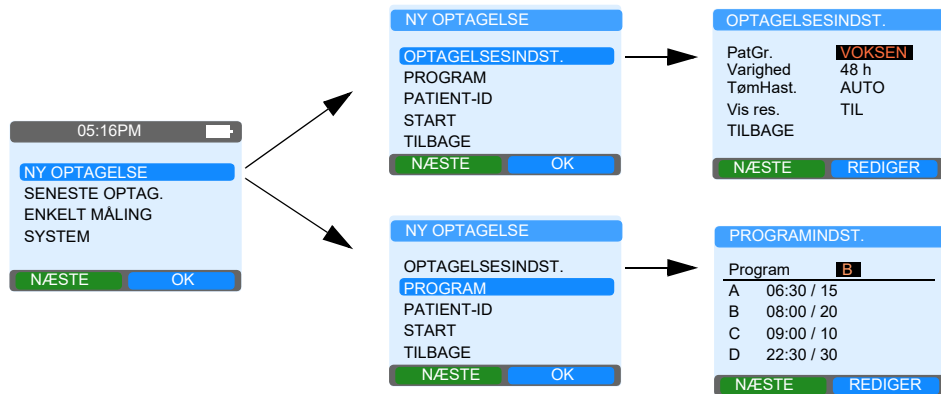 05:16PM
NY OPTAGELSE
SENESTE OPTAG.
ENKELT MÅLING
SYSTEM
NÆSTE OK
NY OPTAGELSE
OPTAGELSESINDST.
PROGRAM
PATIENT-ID
START
TILBAGE
NÆSTE OK
OPTAGELSESINDST.
PatGr. VOKSEN
Varighed 48 h
TømHast. AUTO
Vis res. TIL
TILBAGE
NÆSTE REDIGER
NY OPTAGELSE
OPTAGELSESINDST.
PROGRAM
PATIENT-ID
START
TILBAGE
NÆSTE OK
PROGRAMINDST.
Program B
A 06:30 / 15
B 08:00 / 20
C 09:00 / 10
D 22:30 / 30
NÆSTE REDIGER